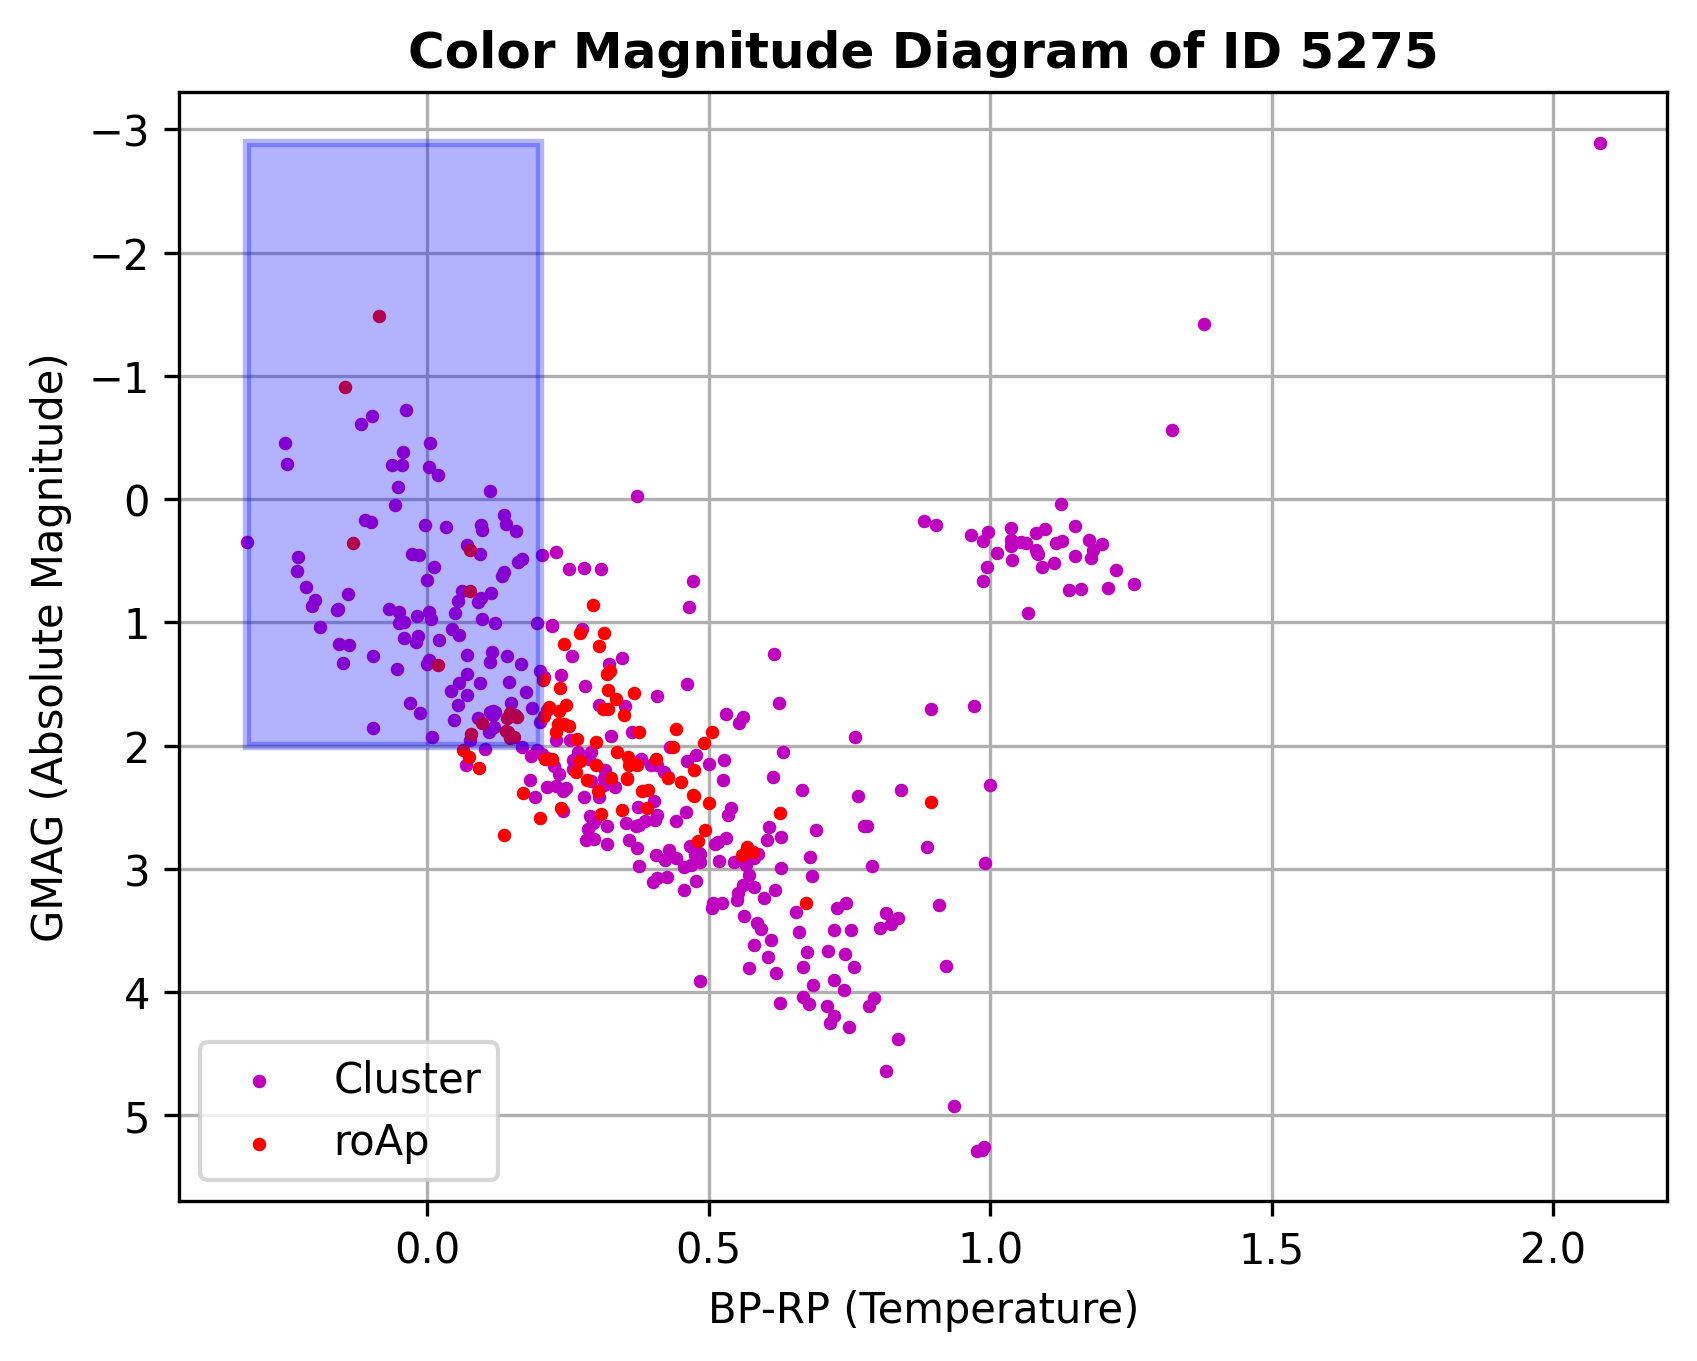 Color Magnitude Diagram of ID 5275
GMAG (Absolute Magnitude)
−3
−2
−1
0
1
2
3
4
5
Cluster
roAp
0.0 0.5 1.0 1.5 2.0
BP-RP (Temperature)